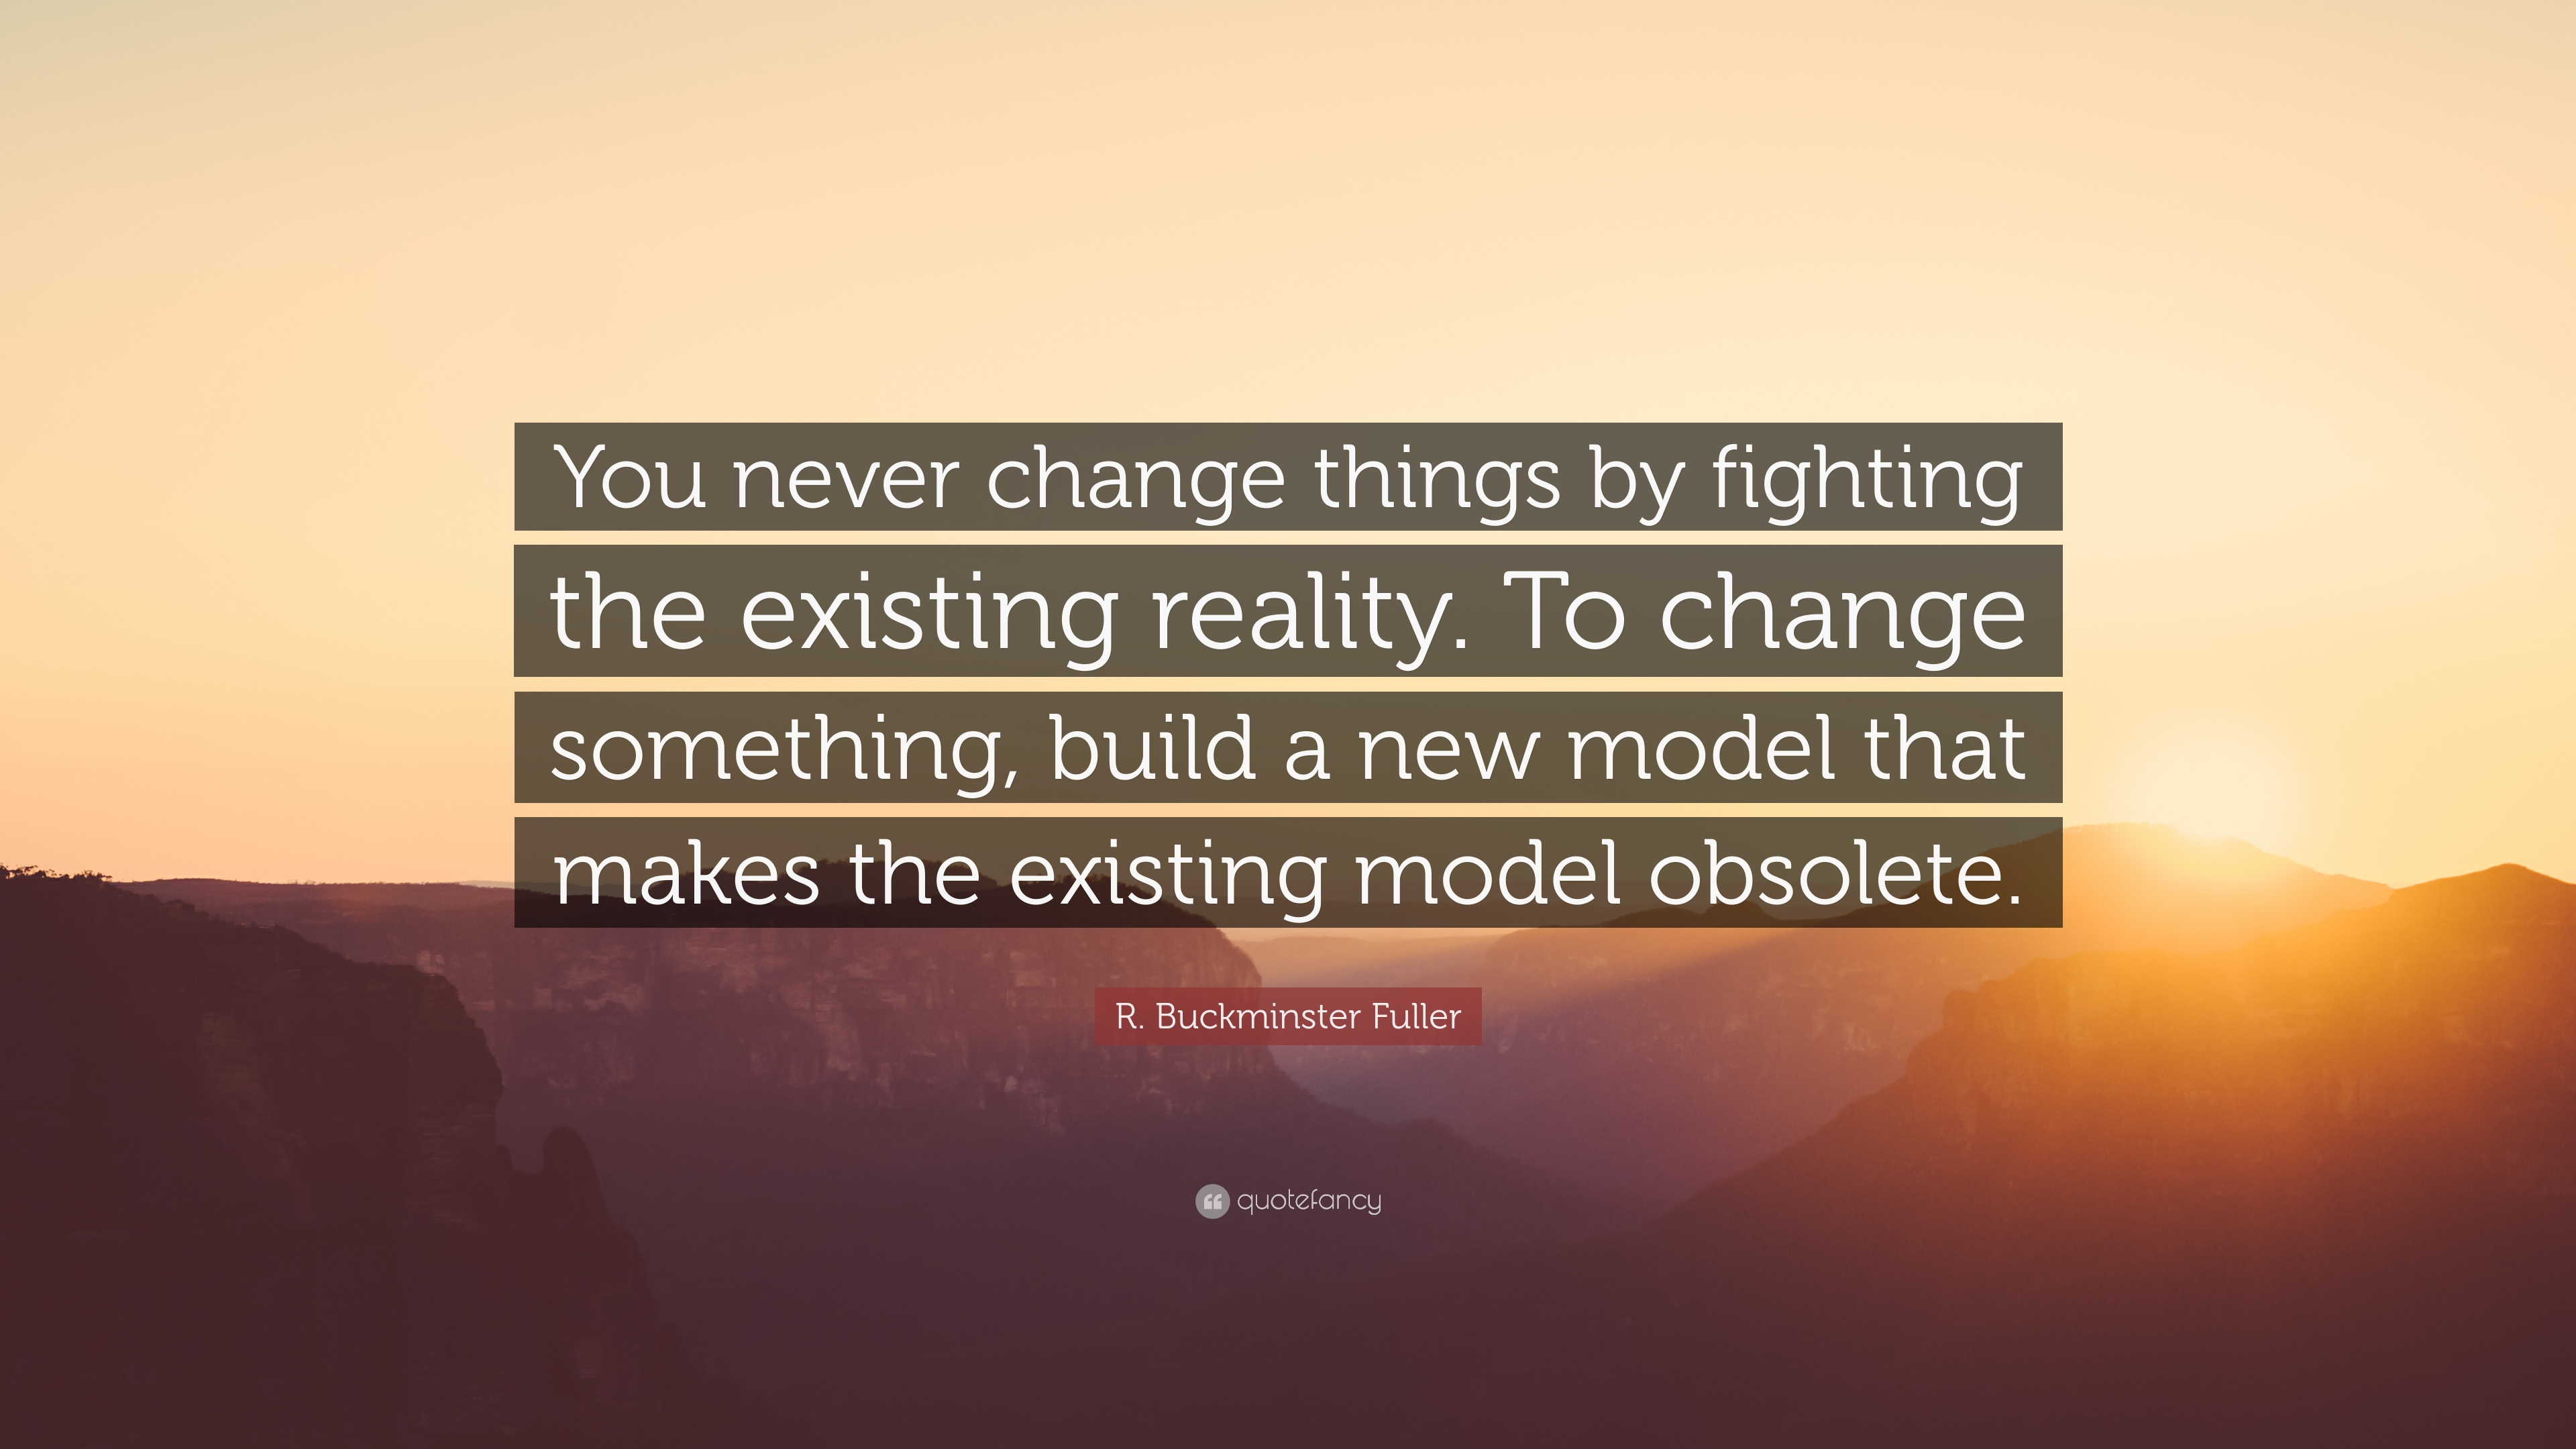 You never change things by fighting
the existing reality. To change
something, build a new model that
makes the existing model obsolete.
R. Buckminster Fuller
quotefancy